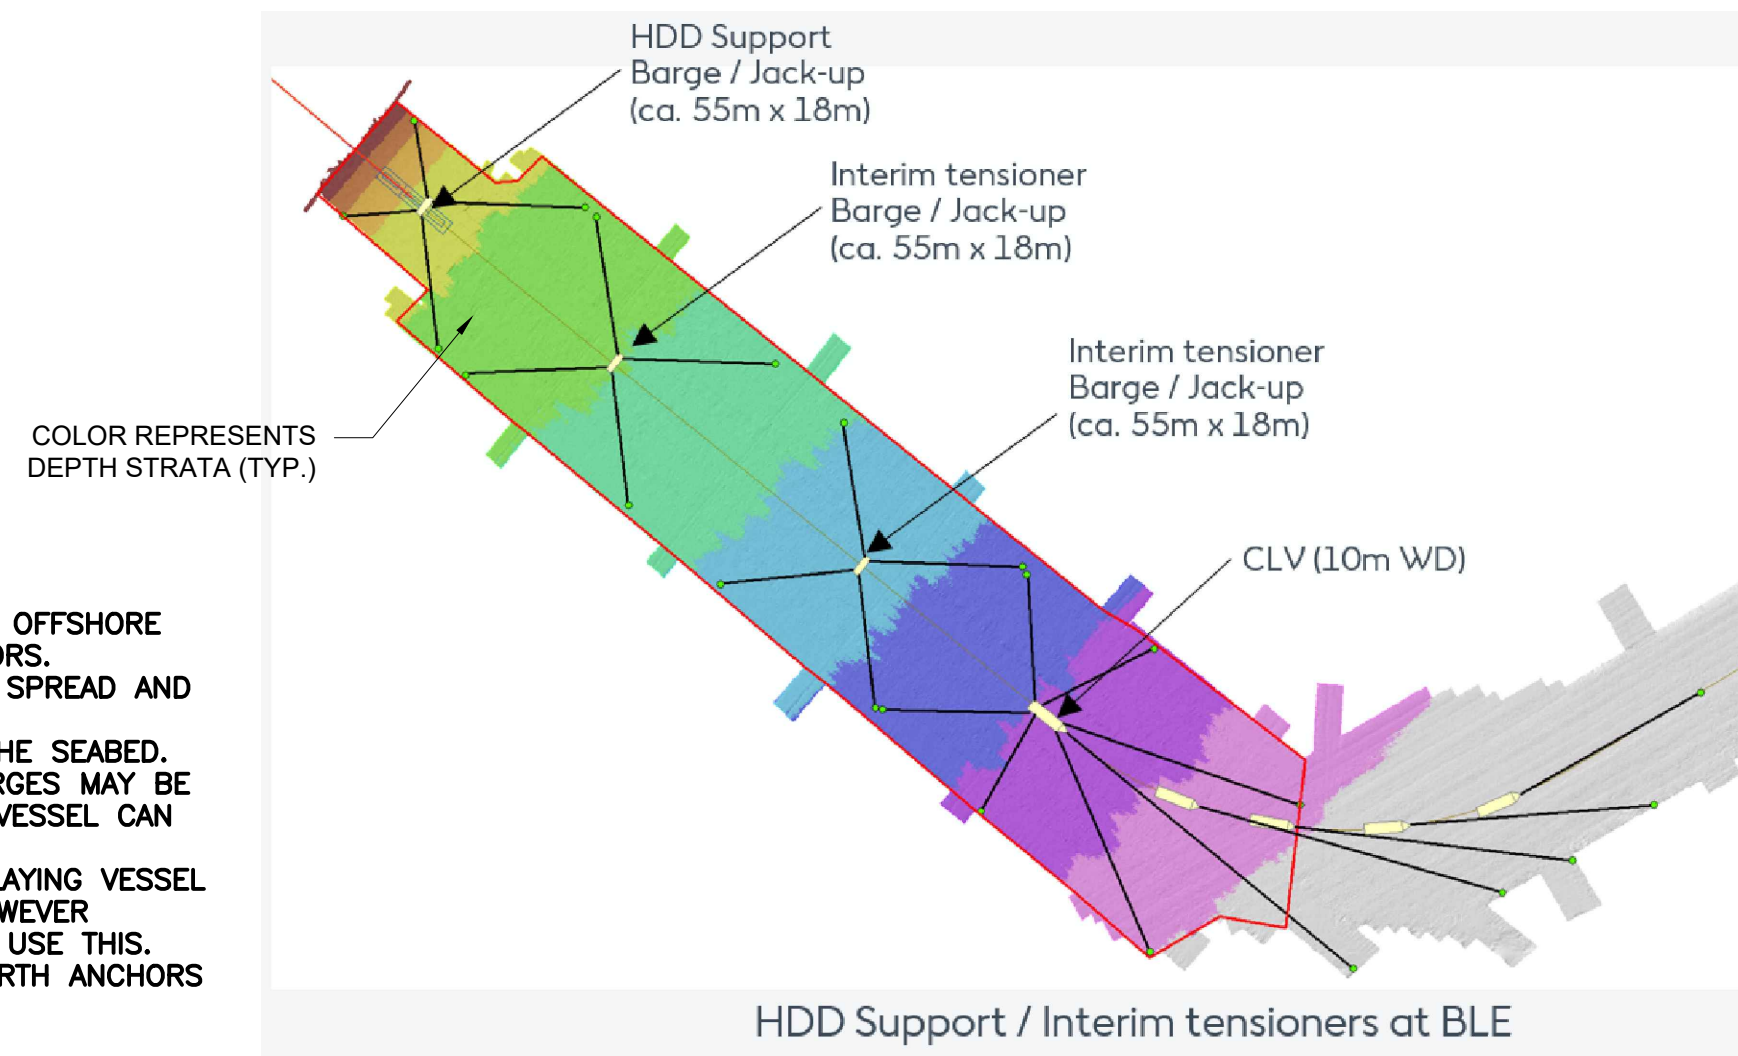 HDD Support
Barge / Jack-up
(ca. 55m x 18m)
Interim tensioner
Barge / Jack-up
(ca. 55m x 18m)
Interim tensioner
Barge / Jack-up
(ca. 55m x 18m)
COLOR REPRESENTS
DEPTH STRATA (TYP.)
CLV (10m WD)
OFFSHORE
ORS.
SPREAD AND
HE SEABED.
RGES MAY BE
VESSEL CAN
LAYING VESSEL
WEVER
USE THIS.
RTH ANCHORS
HDD Support / Interim tensioners at BLE